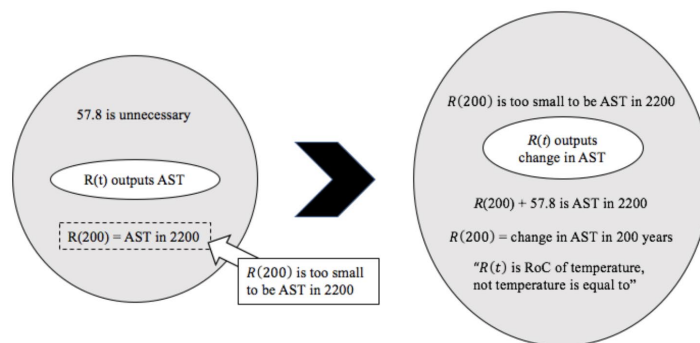 57.8 is unnecessary
R(t) outputs AST
R(200) = AST in 2200
R(200) is too small
to be AST in 2200
R(200) is too small to be AST in 2200
R(t) outputs
change in AST
R(200) + 57.8 is AST in 2200
R(200) = change in AST in 200 years
“R(t) is RoC of temperature,
not temperature is equal to”